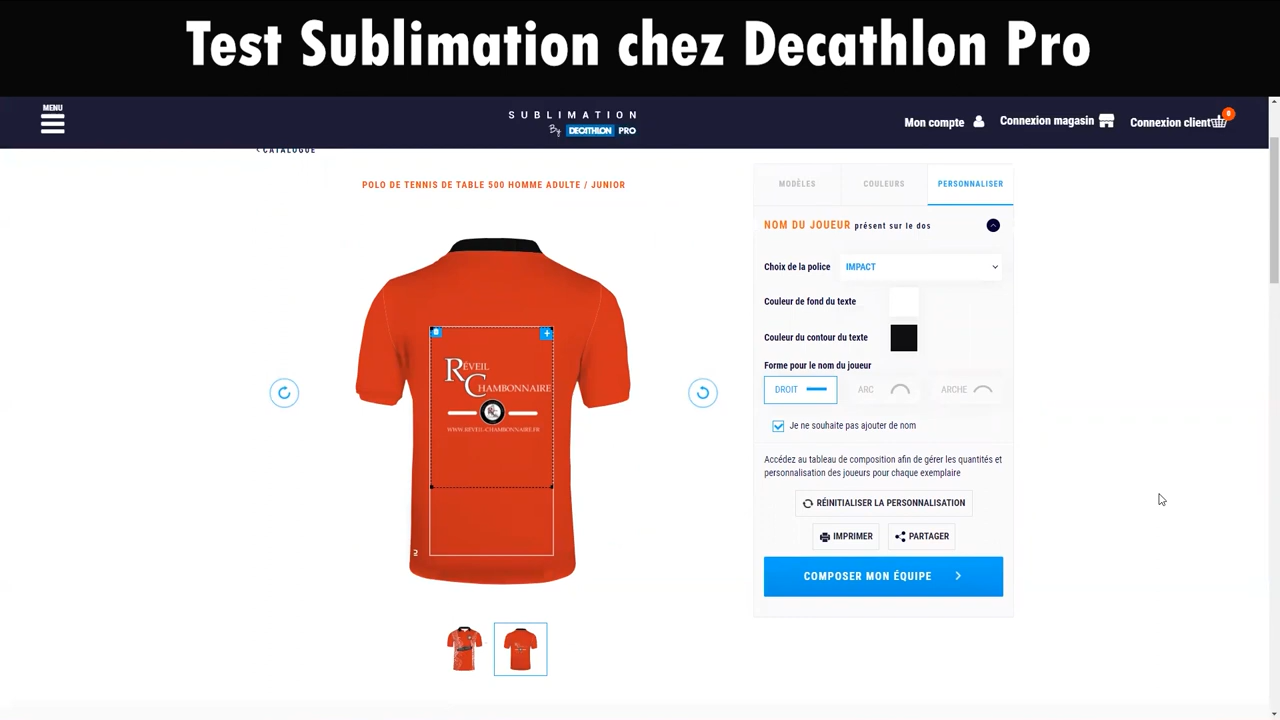 Test Sublimation chez Decathlon Pro
MENU
SUBLIMATION
By DECATHLON PRO
Mon compte
Connexion magasin
Connexion client
0
< CATALOGUE
POLO DE TENNIS DE TABLE 500 HOMME ADULTE / JUNIOR
RÉVEIL
CHAMBONNAIRE
RC
WWW.REVEIL-CHAMBONNAIRE.FR
MODÈLES
COULEURS
PERSONNALISER
NOM DU JOUEUR présent sur le dos
Choix de la police IMPACT
Couleur de fond du texte
Couleur du contour du texte
Forme pour le nom du joueur
DROIT
ARC
ARCHE
Je ne souhaite pas ajouter de nom
Accédez au tableau de composition afin de gérer les quantités et
personnalisation des joueurs pour chaque exemplaire
RÉINITIALISER LA PERSONNALISATION
IMPRIMER
PARTAGER
COMPOSER MON ÉQUIPE